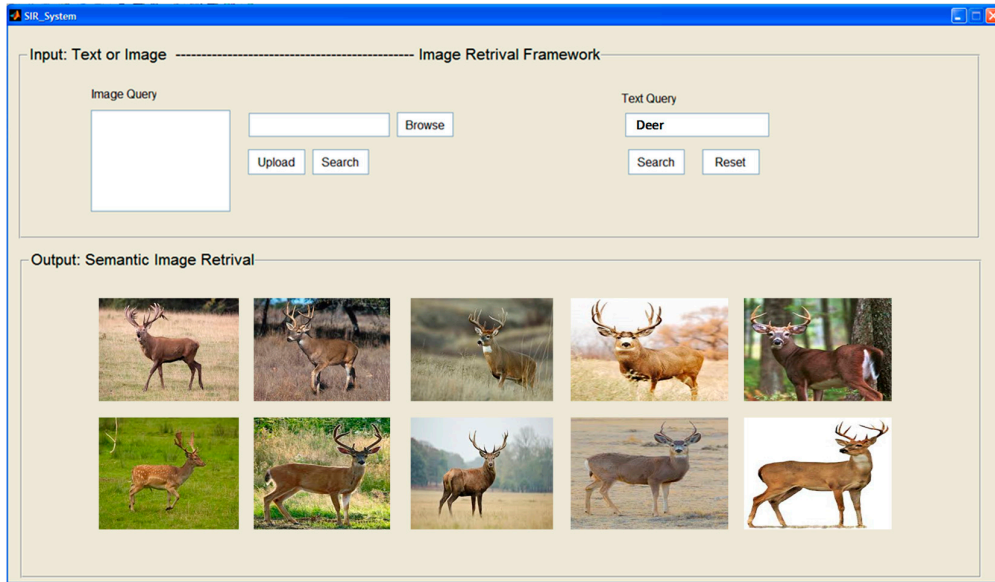 SIR_System
Input: Text or Image -------------------------------------------- Image Retrival Framework
Image Query
Text Query
Browse
Deer
Upload
Search
Search
Reset
Output: Semantic Image Retrival